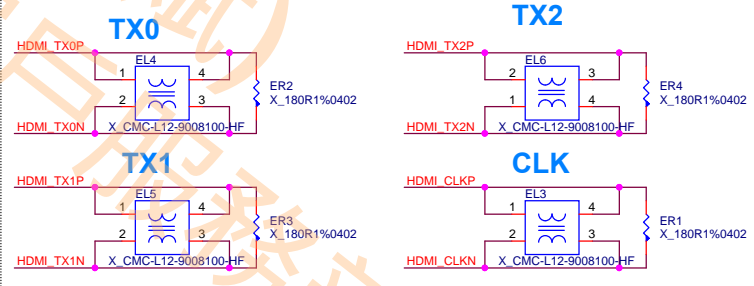 TX0
HDMI_TX0P
EL4
1
4
2
3
ER2
X_180R1%0402
HDMI_TX0N
X_CMC-L12-9008100-HF
TX2
HDMI_TX2P
EL6
2
3
1
4
ER4
X_180R1%0402
HDMI_TX2N
X_CMC-L12-9008100-HF
TX1
HDMI_TX1P
EL5
1
4
2
3
ER3
X_180R1%0402
HDMI_TX1N
X_CMC-L12-9008100-HF
CLK
HDMI_CLKP
EL3
1
4
2
3
ER1
X_180R1%0402
HDMI_CLKN
X_CMC-L12-9008100-HF